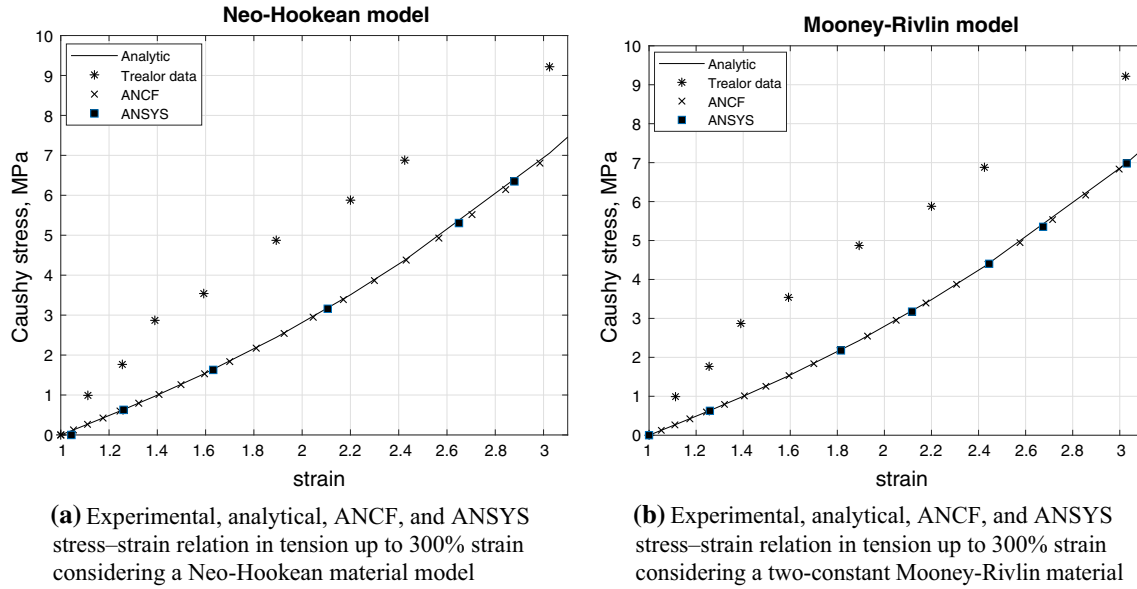 Neo-Hookean model
10
9
8
7
6
5
4
3
2
1
0
Caushy stress, MPa
Analytic
Trealor data
ANCF
ANSYS
1 1.2 1.4 1.6 1.8 2 2.2 2.4 2.6 2.8 3
strain
(a) Experimental, analytical, ANCF, and ANSYS
stress–strain relation in tension up to 300% strain
considering a Neo-Hookean material model
Mooney-Rivlin model
10
9
8
7
6
5
4
3
2
1
0
Caushy stress, MPa
Analytic
Trealor data
ANCF
ANSYS
1 1.2 1.4 1.6 1.8 2 2.2 2.4 2.6 2.8 3
strain
(b) Experimental, analytical, ANCF, and ANSYS
stress–strain relation in tension up to 300% strain
considering a two-constant Mooney-Rivlin material